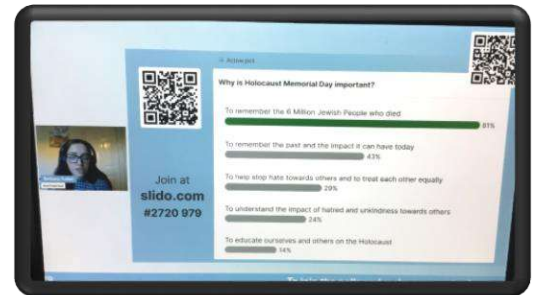 Active poll
Why is Holocaust Memorial Day important?
To remember the 6 Million Jewish People who died
81%
To remember the past and the impact it can have today
43%
To help stop hate towards others and to treat each other equally
29%
To understand the impact of hatred and unkindness towards others
24%
To educate ourselves and others on the Holocaust
14%
Join at
slido.com
#2720 979